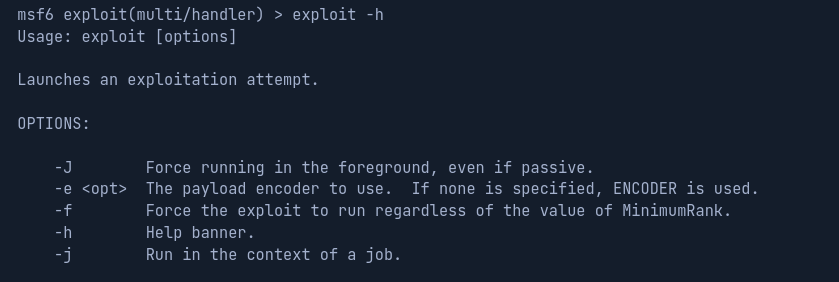 msf6 exploit(multi/handler) > exploit -h
Usage: exploit [options]

Launches an exploitation attempt.

OPTIONS:

    -J        Force running in the foreground, even if passive.
    -e <opt>  The payload encoder to use.  If none is specified, ENCODER is used.
    -f        Force the exploit to run regardless of the value of MinimumRank.
    -h        Help banner.
    -j        Run in the context of a job.